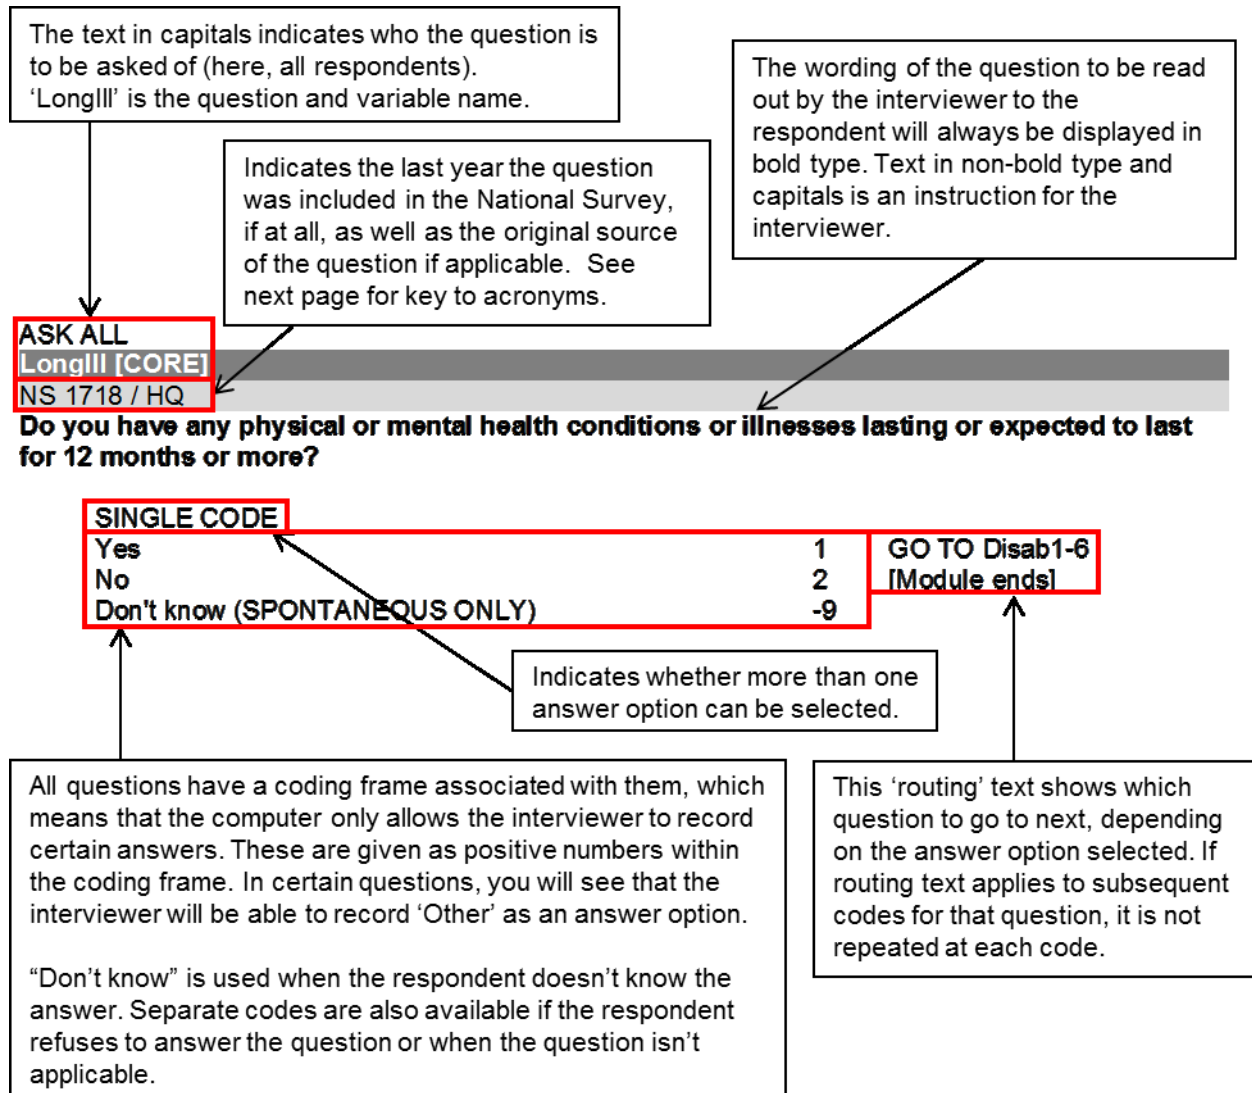 The text in capitals indicates who the question is
to be asked of (here, all respondents).
‘LongIll’ is the question and variable name.
The wording of the question to be read
out by the interviewer to the
respondent will always be displayed in
bold type. Text in non-bold type and
capitals is an instruction for the
interviewer.
Indicates the last year the question
was included in the National Survey,
if at all, as well as the original source
of the question if applicable.  See
next page for key to acronyms.
ASK ALL
LongIll [CORE]
NS 1718 / HQ
Do you have any physical or mental health conditions or illnesses lasting or expected to last
for 12 months or more?
SINGLE CODE
Yes 1 GO TO Disab1-6
No 2 [Module ends]
Don't know (SPONTANEOUS ONLY) -9
Indicates whether more than one
answer option can be selected.
All questions have a coding frame associated with them, which
means that the computer only allows the interviewer to record
certain answers. These are given as positive numbers within
the coding frame. In certain questions, you will see that the
interviewer will be able to record ‘Other’ as an answer option.
“Don’t know” is used when the respondent doesn’t know the
answer. Separate codes are also available if the respondent
refuses to answer the question or when the question isn’t
applicable.
This ‘routing’ text shows which
question to go to next, depending
on the answer option selected. If
routing text applies to subsequent
codes for that question, it is not
repeated at each code.